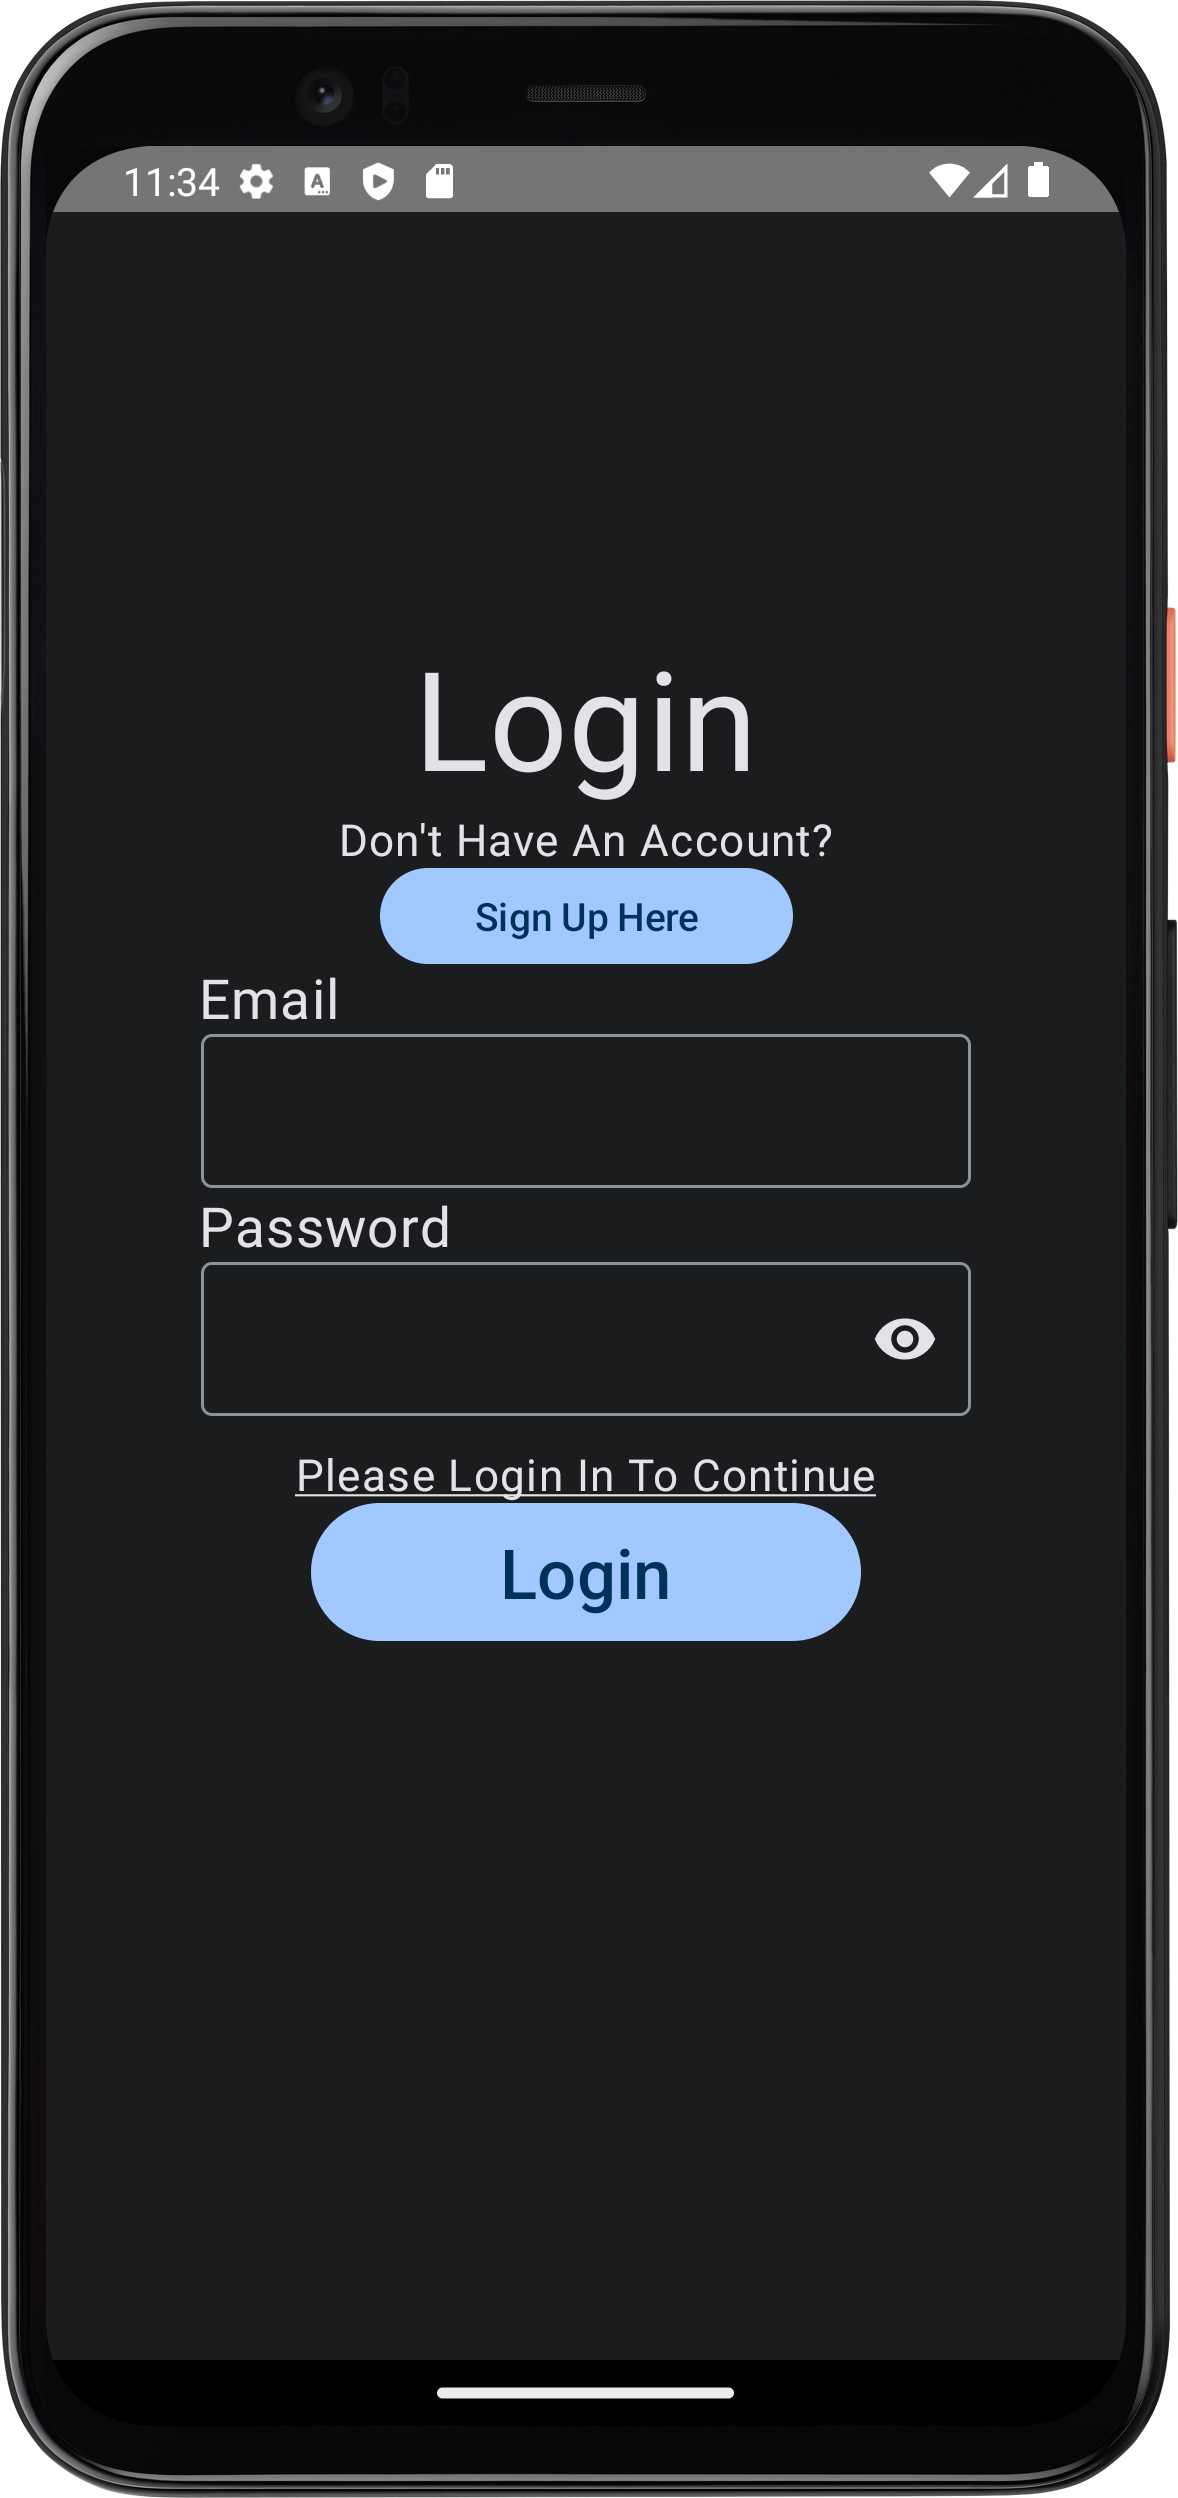 11:34
Login
Don't Have An Account?
Sign Up Here
Email
Password
Please Login In To Continue
Login